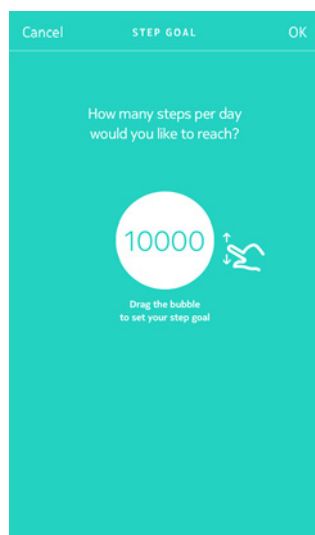 Cancel STEP GOAL OK
How many steps per day
would you like to reach?
10000
Drag the bubble
to set your step goal